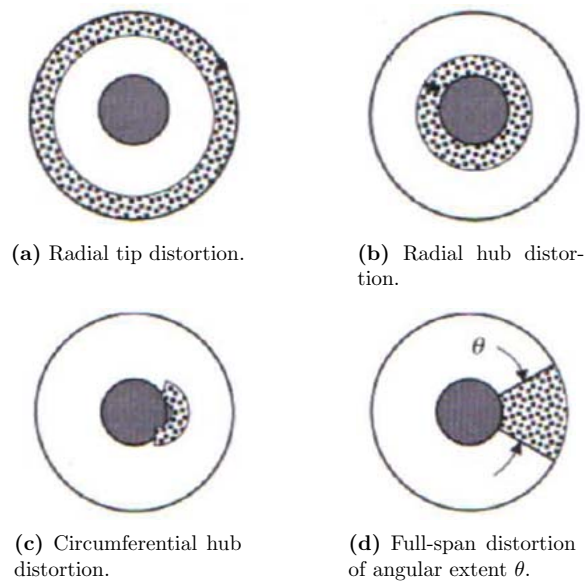 (a) Radial tip distortion.
(b) Radial hub distor-
tion.
θ
(c) Circumferential hub
distortion.
(d) Full-span distortion
of angular extent θ.